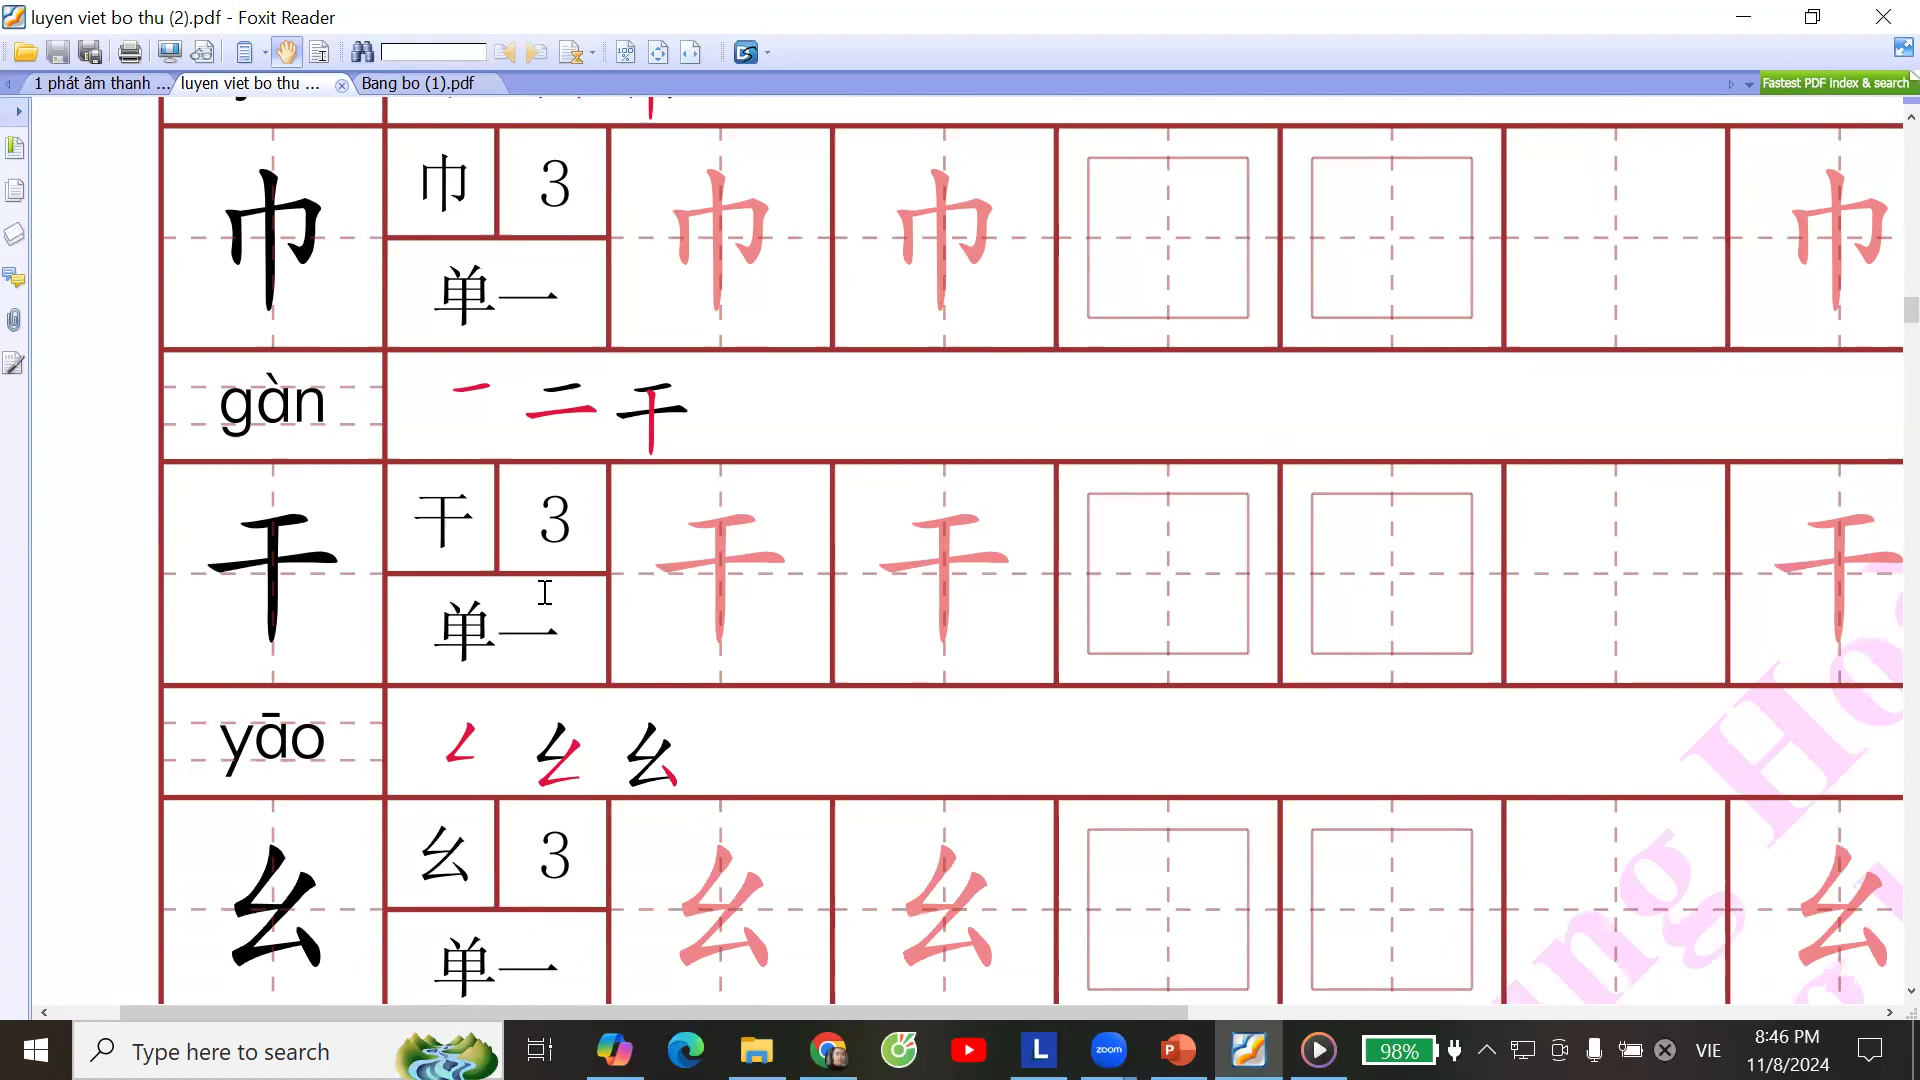 luyen viet bo thu (2).pdf - Foxit Reader
1 phát âm thanh ...
luyen viet bo thu ...
Bang bo (1).pdf
Fastest PDF index & search
巾
巾 3
单一
巾 巾 巾
gàn
一 二 干
干
干 3
单一
干 干 干
yāo
幺
幺
幺 3
单一
幺 幺 幺
ng Ho
Type here to search
L
zoom
P
98%
VIE
8:46 PM
11/8/2024